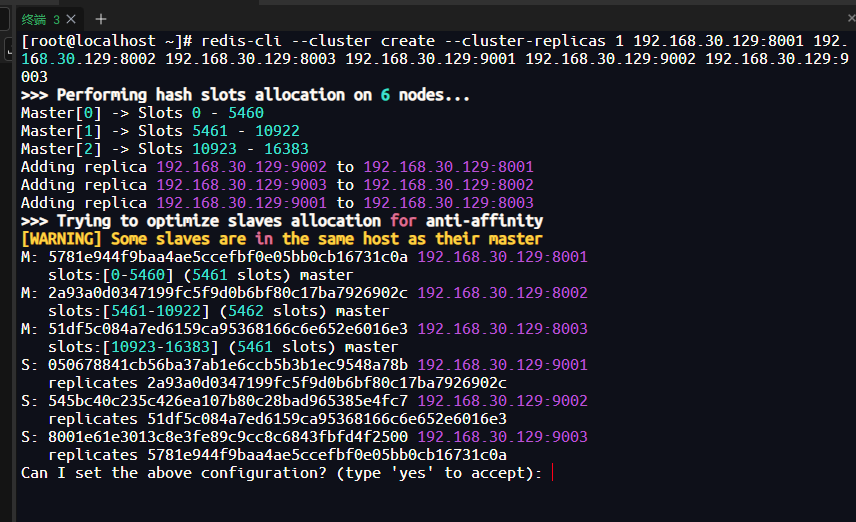 终端 3 × +
[root@localhost ~]# redis-cli --cluster create --cluster-replicas 1 192.168.30.129:8001 192.
168.30.129:8002 192.168.30.129:8003 192.168.30.129:9001 192.168.30.129:9002 192.168.30.129:9
003
>>> Performing hash slots allocation on 6 nodes...
Master[0] -> Slots 0 - 5460
Master[1] -> Slots 5461 - 10922
Master[2] -> Slots 10923 - 16383
Adding replica 192.168.30.129:9002 to 192.168.30.129:8001
Adding replica 192.168.30.129:9003 to 192.168.30.129:8002
Adding replica 192.168.30.129:9001 to 192.168.30.129:8003
>>> Trying to optimize slaves allocation for anti-affinity
[WARNING] Some slaves are in the same host as their master
M: 5781e944f9baa4ae5ccefbf0e05bb0cb16731c0a 192.168.30.129:8001
   slots:[0-5460] (5461 slots) master
M: 2a93a0d0347199fc5f9d0b6bf80c17ba7926902c 192.168.30.129:8002
   slots:[5461-10922] (5462 slots) master
M: 51df5c084a7ed6159ca95368166c6e652e6016e3 192.168.30.129:8003
   slots:[10923-16383] (5461 slots) master
S: 050678841cb56ba37ab1e6ccb5b3b1ec9548a78b 192.168.30.129:9001
   replicates 2a93a0d0347199fc5f9d0b6bf80c17ba7926902c
S: 545bc40c235c426ea107b80c28bad965385e4fc7 192.168.30.129:9002
   replicates 51df5c084a7ed6159ca95368166c6e652e6016e3
S: 8001e61e3013c8e3fe89c9cc8c6843fbfd4f2500 192.168.30.129:9003
   replicates 5781e944f9baa4ae5ccefbf0e05bb0cb16731c0a
Can I set the above configuration? (type 'yes' to accept):